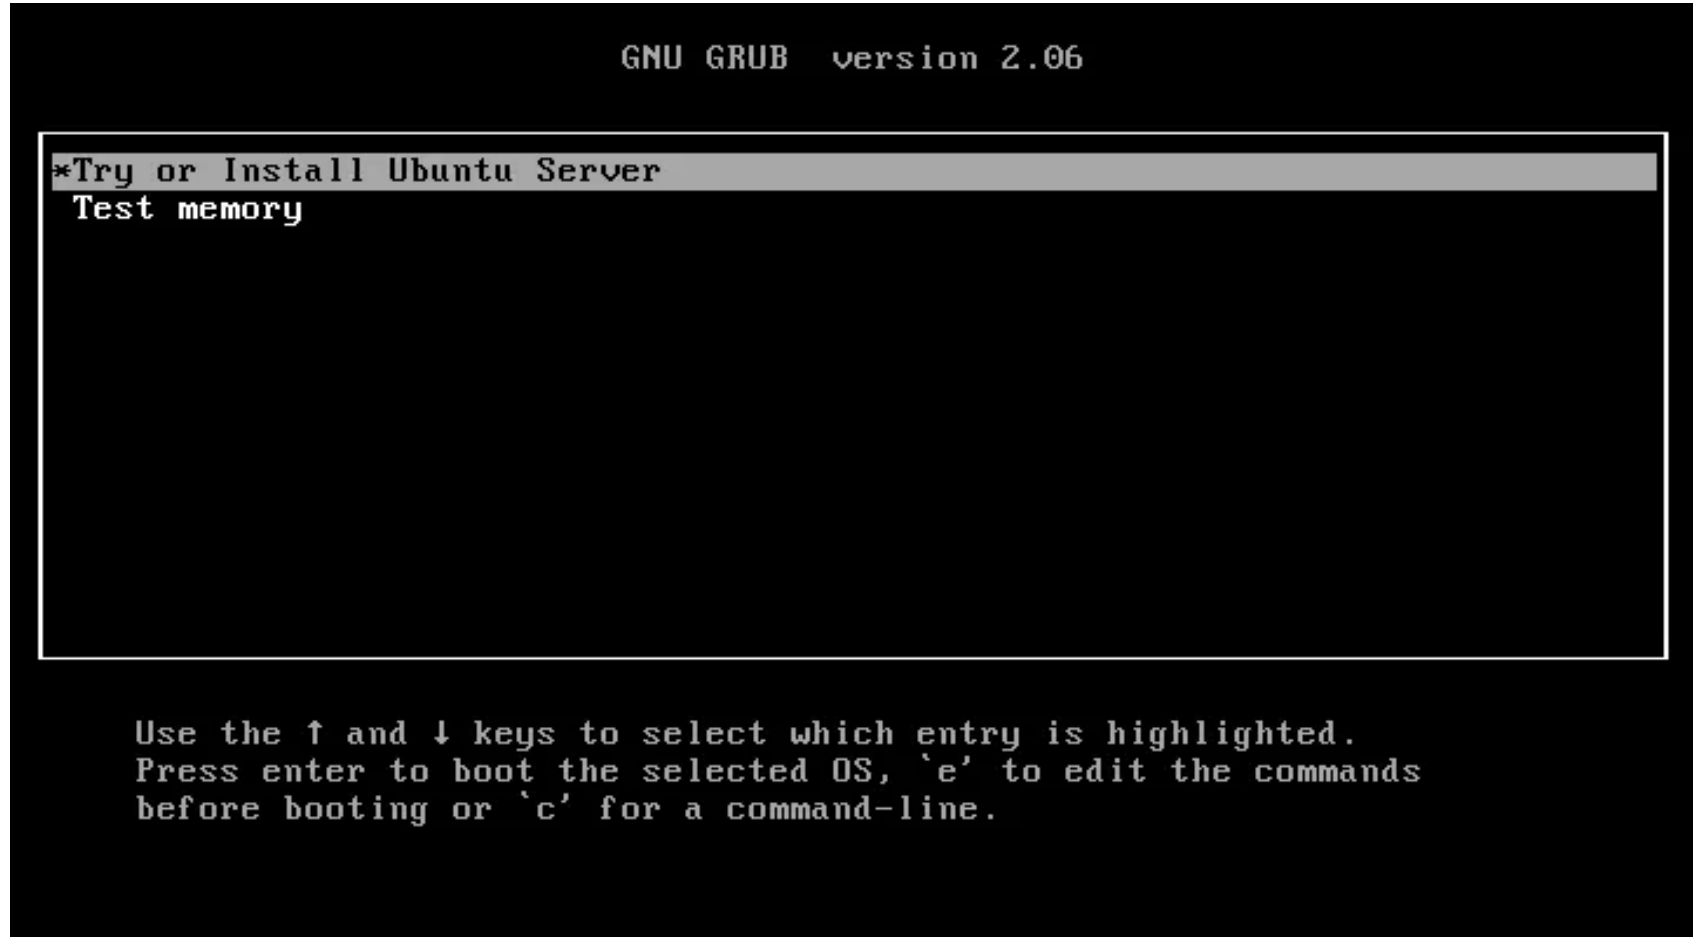 GNU GRUB  version 2.06
*Try or Install Ubuntu Server
Test memory
Use the ↑ and ↓ keys to select which entry is highlighted.
Press enter to boot the selected OS, `e' to edit the commands
before booting or `c' for a command-line.